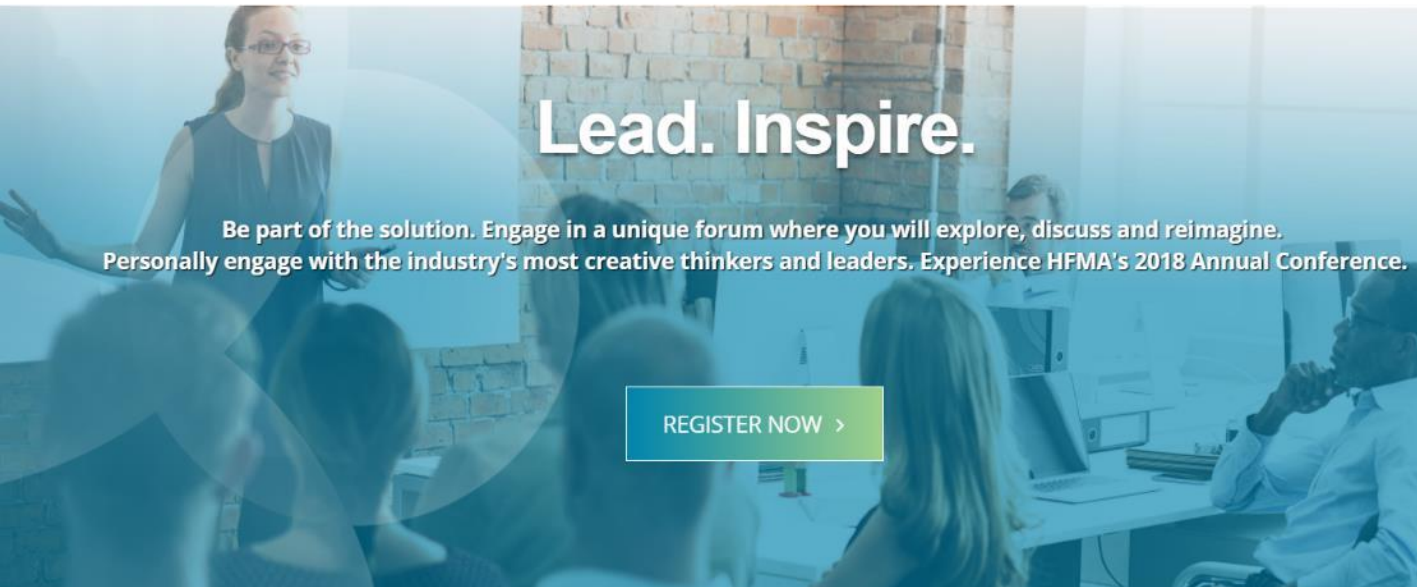 Lead. Inspire.
Be part of the solution. Engage in a unique forum where you will explore, discuss and reimagine.
Personally engage with the industry's most creative thinkers and leaders. Experience HFMA's 2018 Annual Conference.
REGISTER NOW >